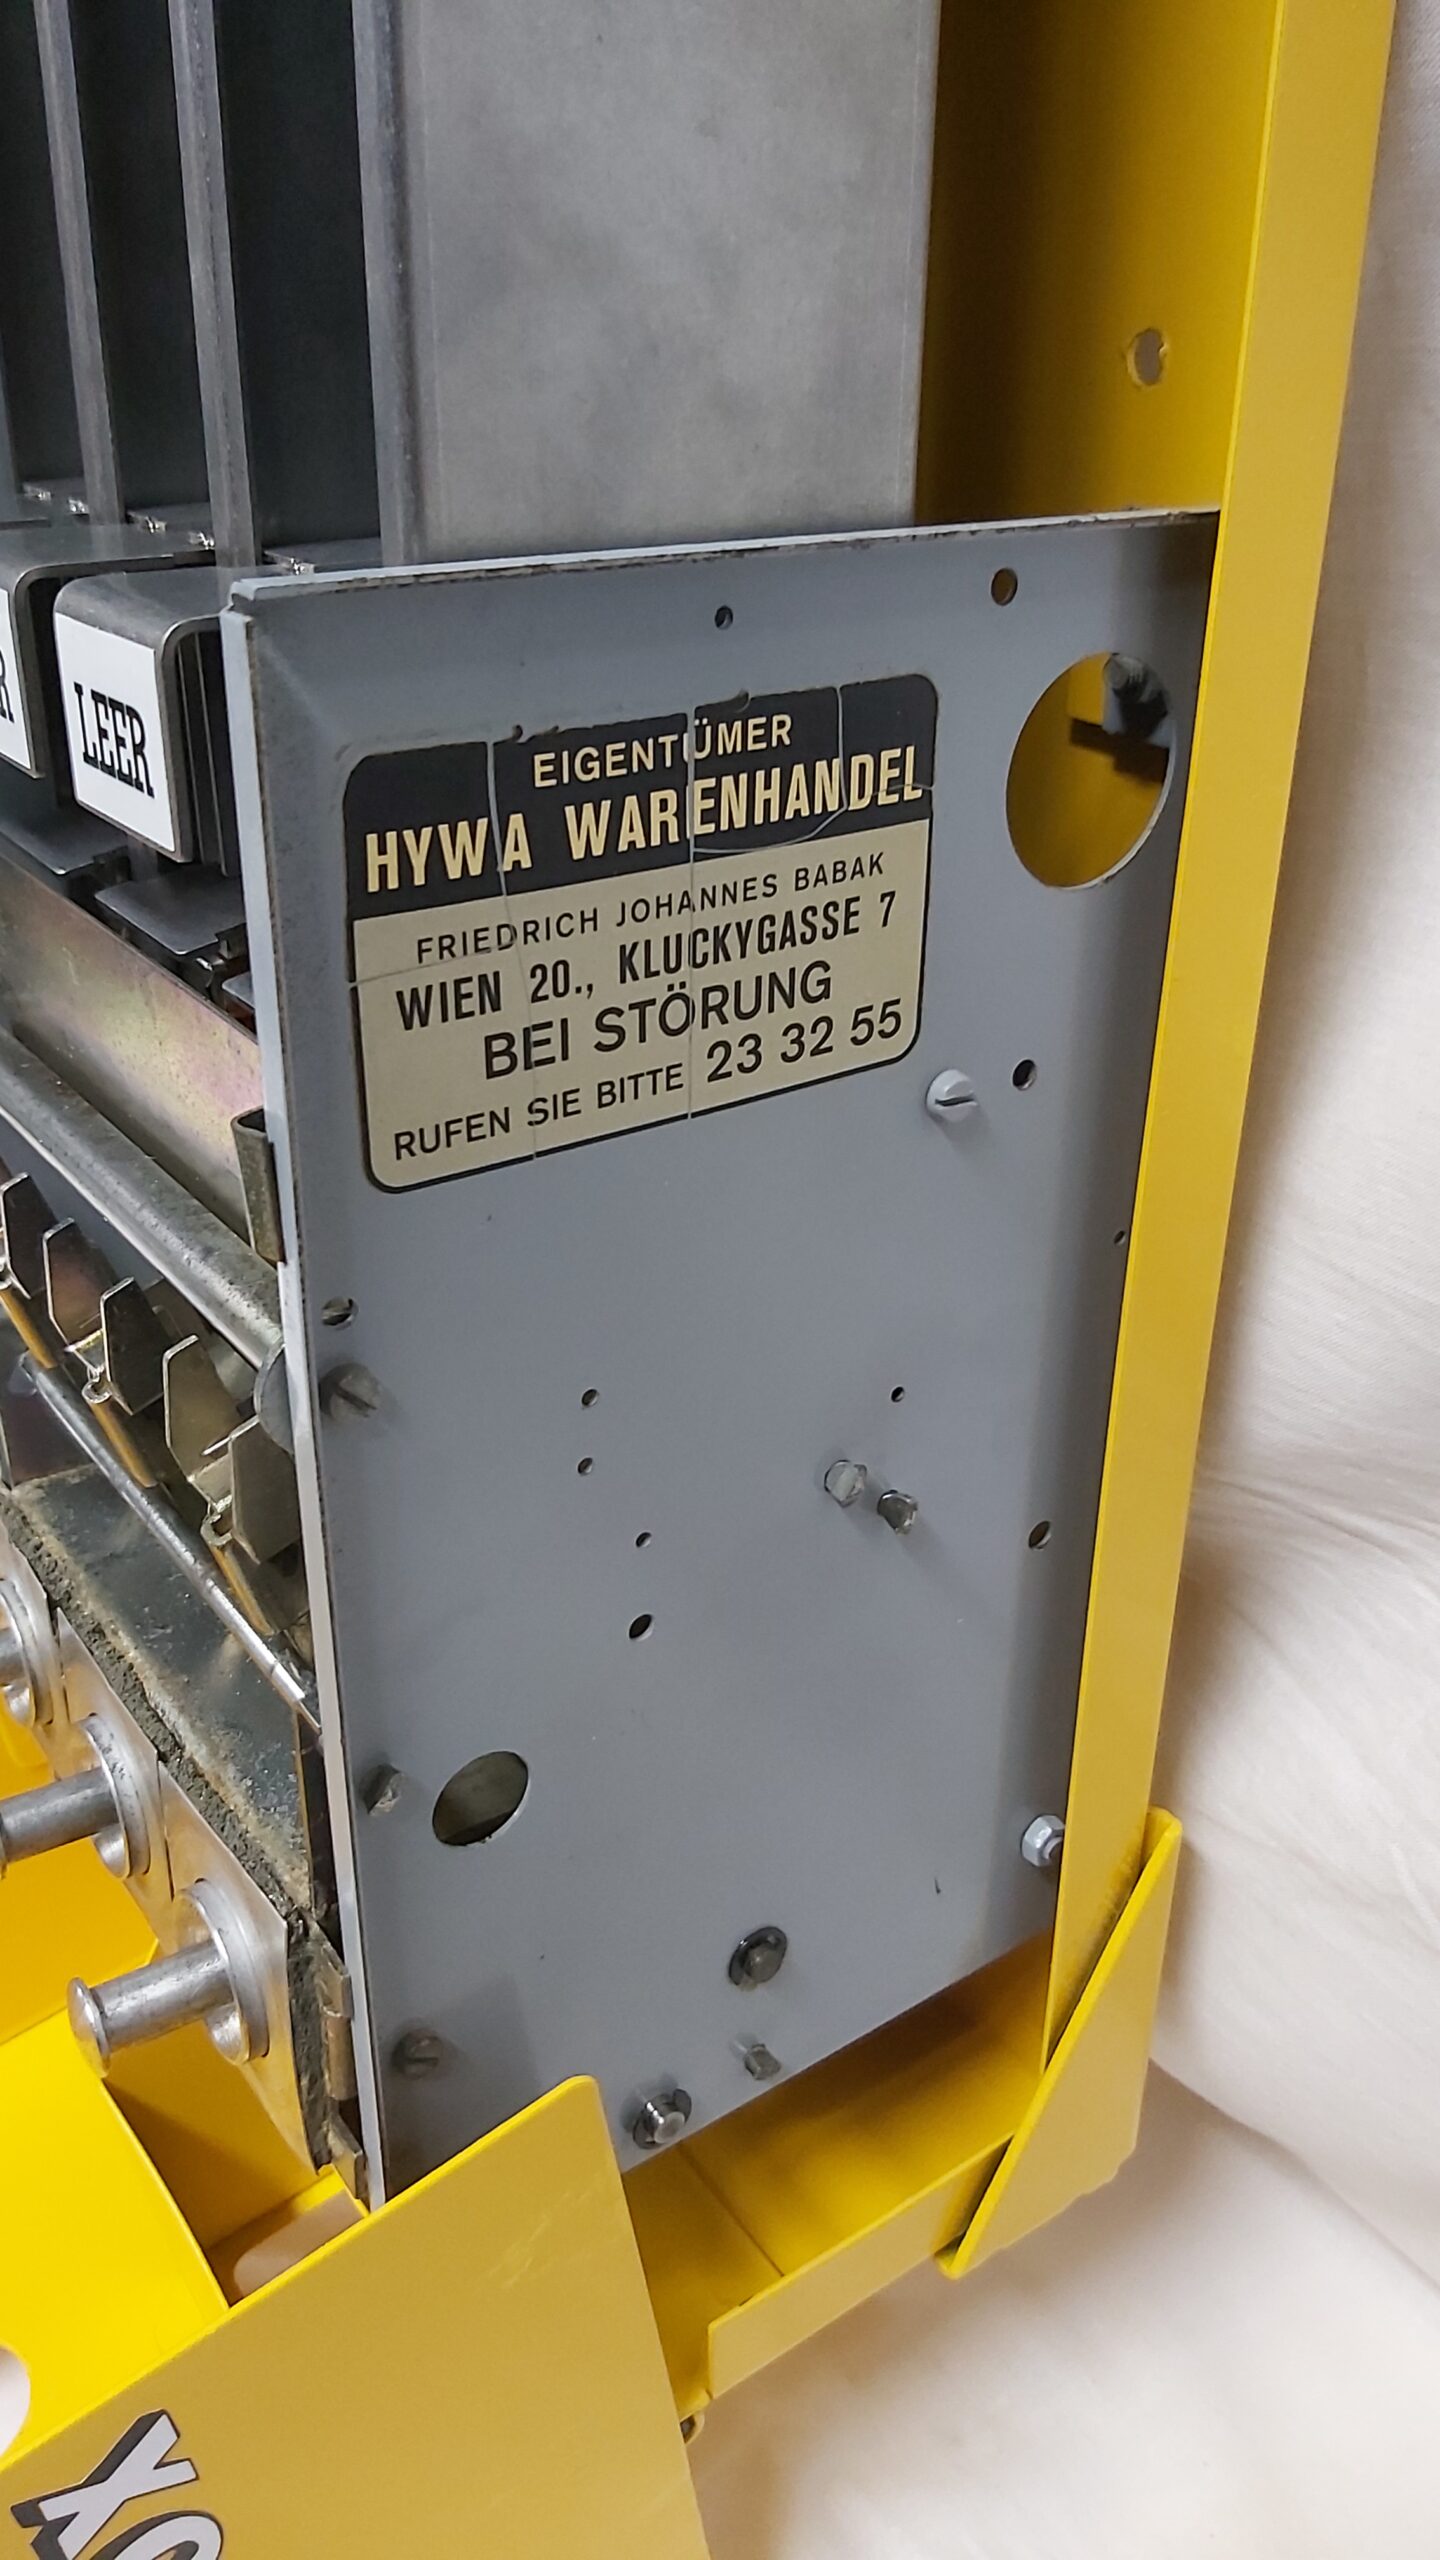 LEER
EIGENTÜMER
HYWA WARENHANDEL
FRIEDRICH JOHANNES BABAK
WIEN 20., KLUCKYGASSE 7
BEI STÖRUNG
RUFEN SIE BITTE 23 32 55